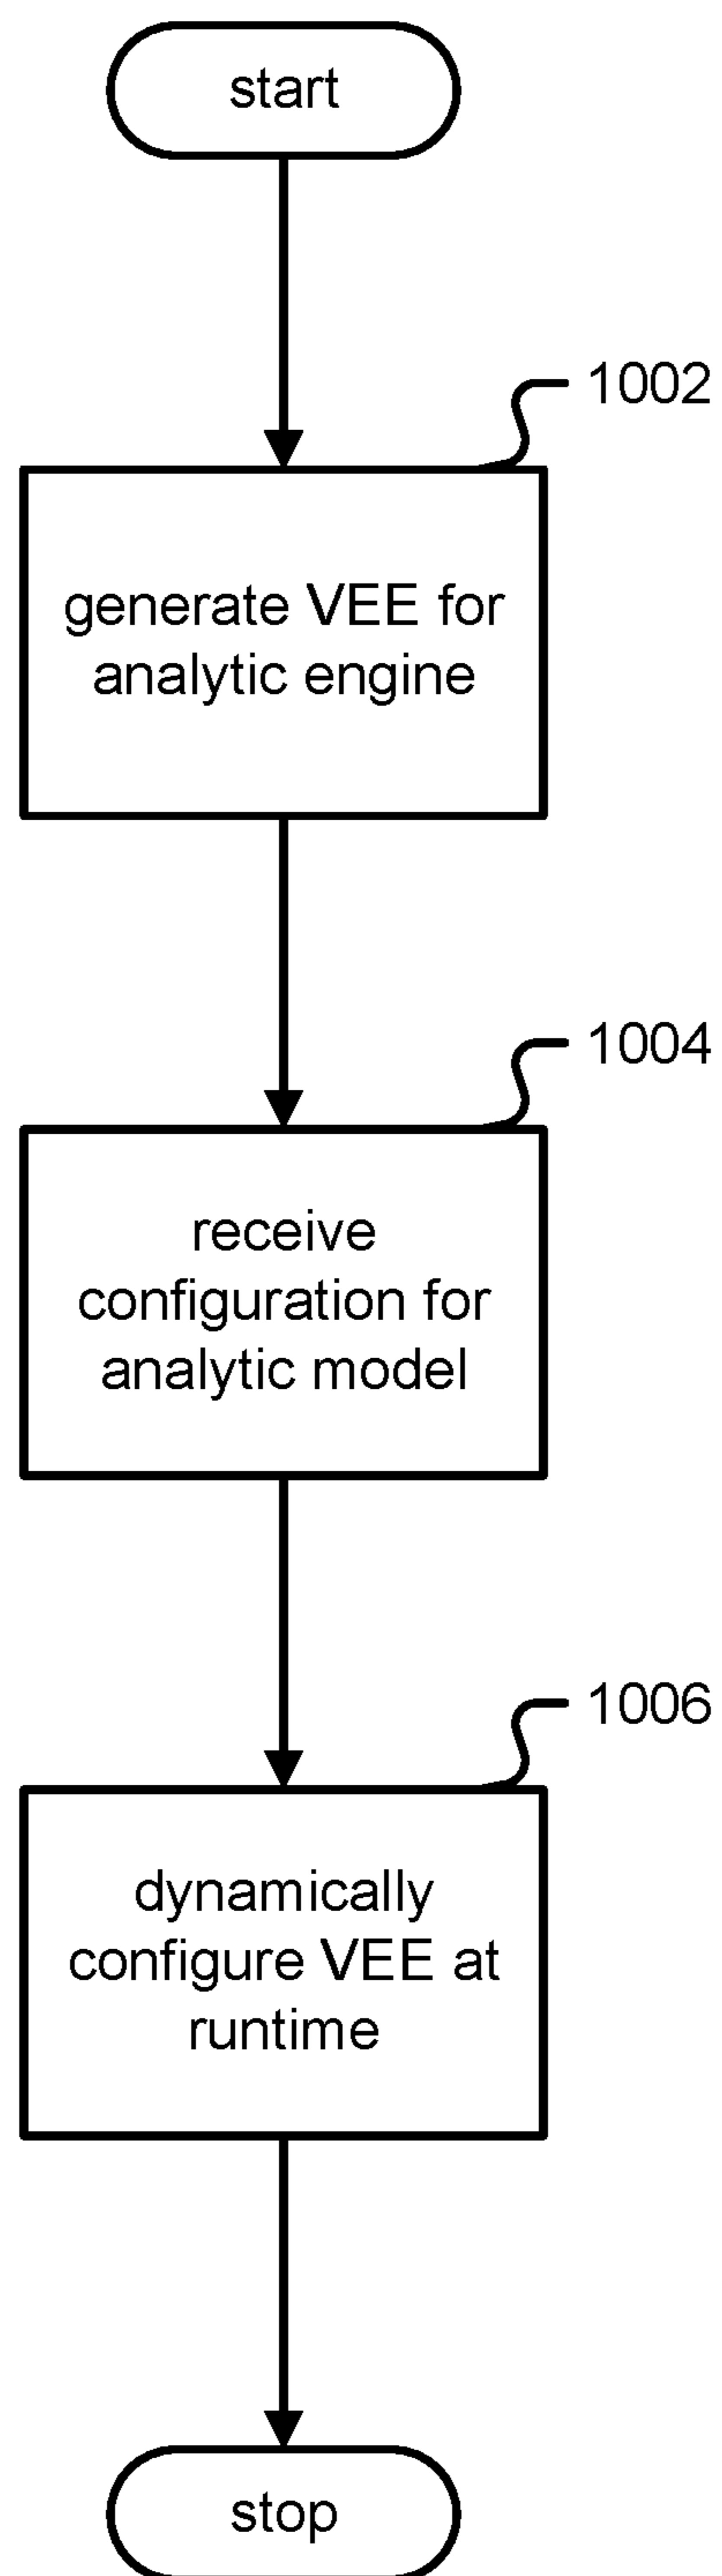 start
1002
generate VEE for
analytic engine
1004
receive
configuration for
analytic model
1006
dynamically
configure VEE at
runtime
stop